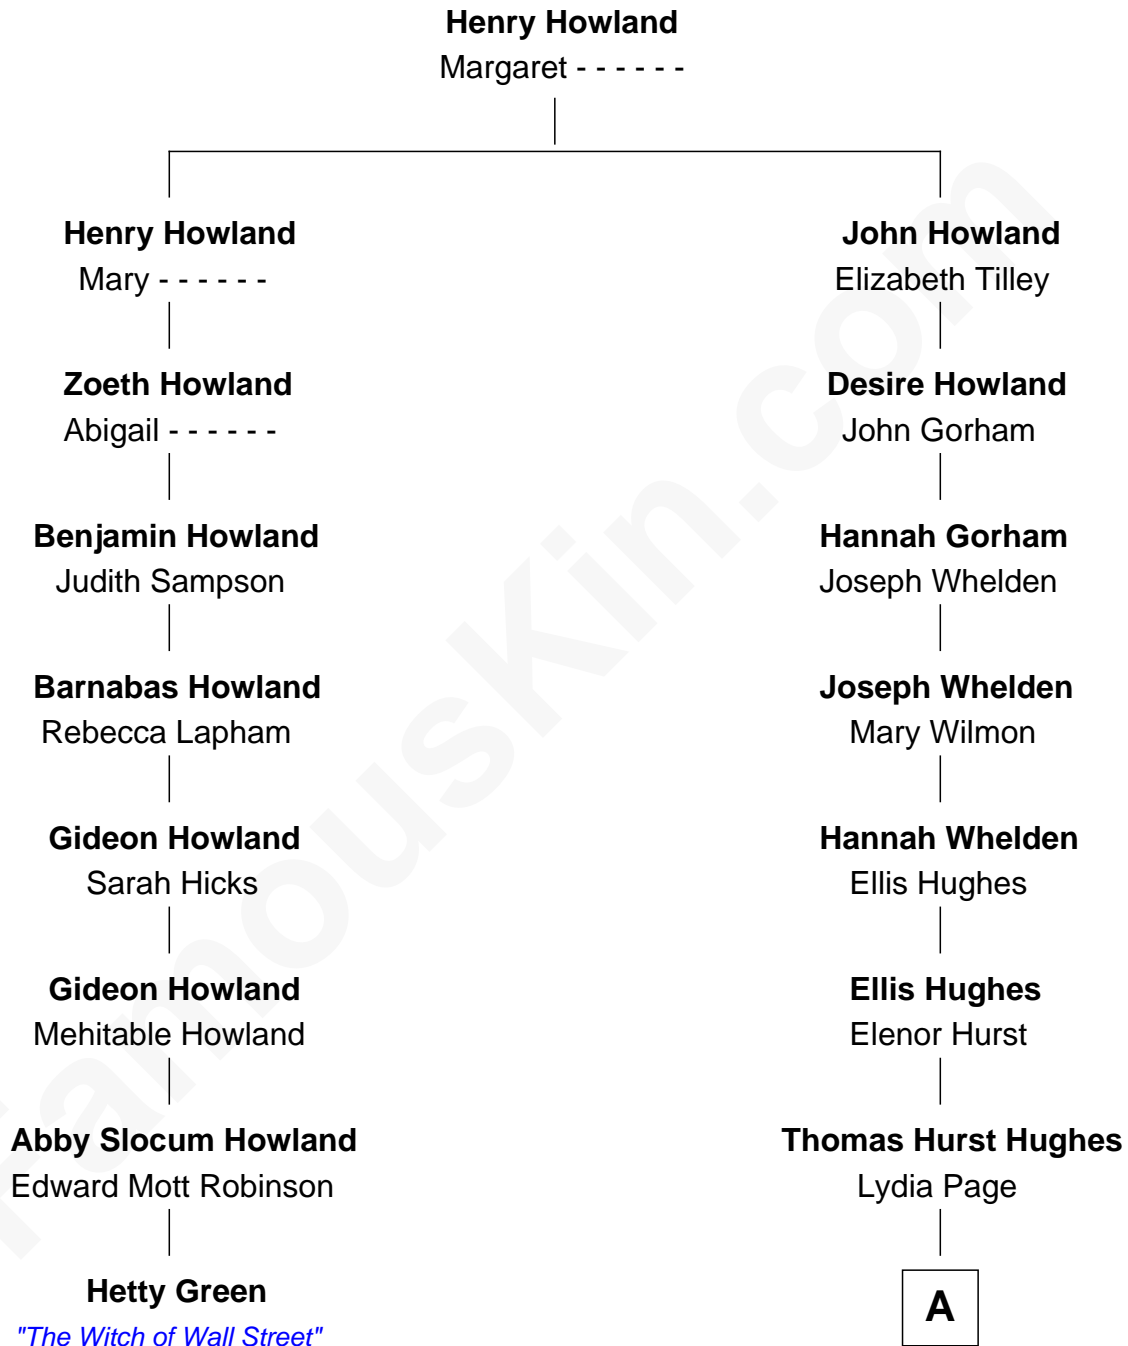 Henry Howland
Margaret - - - - - -
Henry Howland
Mary - - - - - -
John Howland
Elizabeth Tilley
Zoeth Howland
Abigail - - - - - -
Desire Howland
John Gorham
Benjamin Howland
Judith Sampson
Hannah Gorham
Joseph Whelden
Barnabas Howland
Rebecca Lapham
Joseph Whelden
Mary Wilmon
Gideon Howland
Sarah Hicks
Hannah Whelden
Ellis Hughes
Gideon Howland
Mehitable Howland
Ellis Hughes
Elenor Hurst
Abby Slocum Howland
Edward Mott Robinson
Thomas Hurst Hughes
Lydia Page
Hetty Green
"The Witch of Wall Street"
A
FamousKin.com